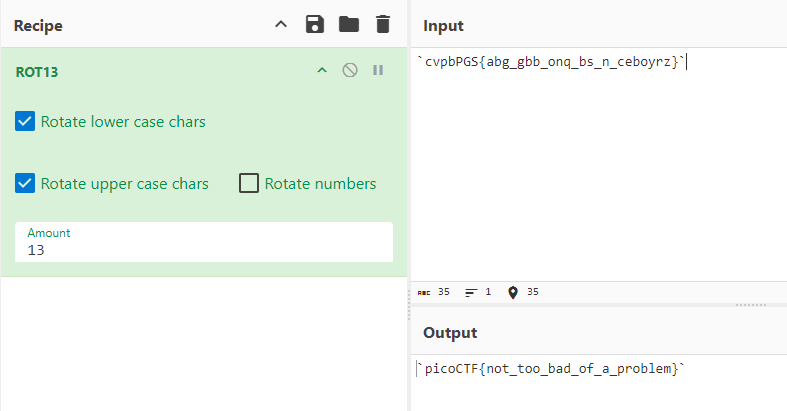 Recipe
ROT13
Rotate lower case chars
Rotate upper case chars
Rotate numbers
Amount
13
Input
`cvpbPGS{abg_gbb_onq_bs_n_ceboyrz}`
ABC 35 1 35
Output
`picoCTF{not_too_bad_of_a_problem}`